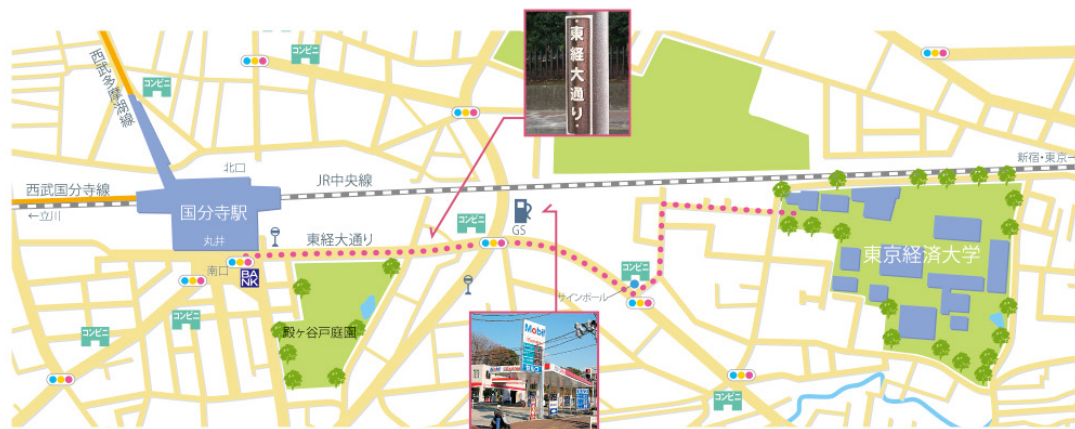 コンビニ
東経大通り
コンビニ
西武多摩湖線
新宿・東京→
北口
JR中央線
西武国分寺線
←立川
国分寺駅
丸井
東経大通り
コンビニ
GS
東京経済大学
南口
BANK
コンビニ
サインポール
コンビニ
コンビニ
殿ヶ谷戸庭園
Mobil
コンビニ